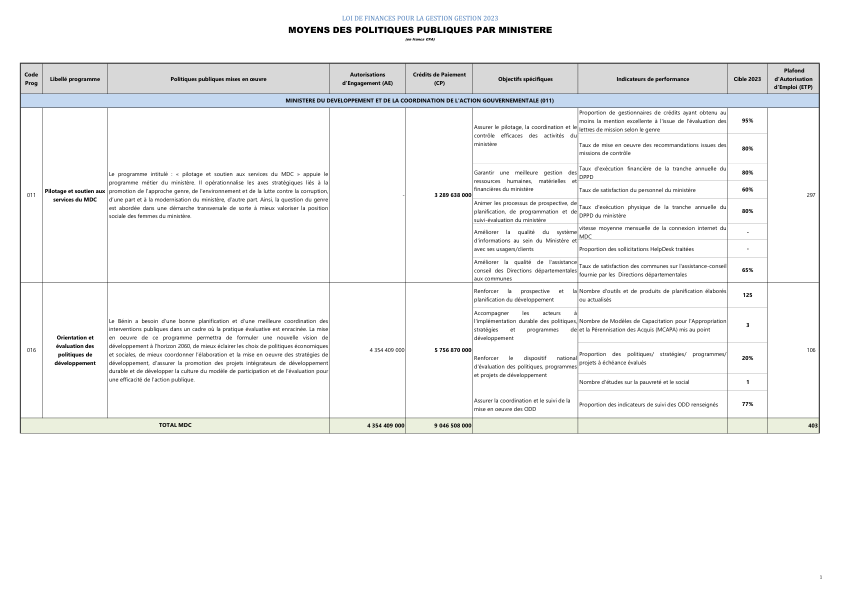 LOI DE FINANCES POUR LA GESTION GESTION 2023
MOYENS DES POLITIQUES PUBLIQUES PAR MINISTERE
(en francs CFA)
Code Prog
Libellé programme
Politiques publiques mises en œuvre
Autorisations d'Engagement (AE)
Crédits de Paiement (CP)
Objectifs spécifiques
Indicateurs de performance
Cible 2023
Plafond d'Autorisation d'Emploi (ETP)
MINISTERE DU DEVELOPPEMENT ET DE LA COORDINATION DE L'ACTION GOUVERNEMENTALE (011)
011
Pilotage et soutien aux
services du MDC
Le programme intitulé : « pilotage et soutien aux services du MDC » appuie le
programme métier du ministère. Il opérationnalise les axes stratégiques liés à la
promotion de l'approche genre, de l'environnement et de la lutte contre la corruption,
d'une part et à la modernisation du ministère, d'autre part. Ainsi, la question du genre
est abordée dans une démarche transversale de sorte à mieux valoriser la position
sociale des femmes du ministère.
-
3 289 638 000
Assurer le pilotage, la coordination et le
contrôle efficaces des activités du
ministère
Proportion de gestionnaires de crédits ayant obtenu au
moins la mention excellente à l'issue de l'évaluation des
lettres de mission selon le genre
95%
Taux de mise en oeuvre des recommandations issues des
missions de contrôle
80%
297
Garantir une meilleure gestion des
ressources humaines, matérielles et
financières du ministère
Taux d'exécution financière de la tranche annuelle du
DPPD
80%
Taux de satisfaction du personnel du ministère
60%
Animer les processus de prospective, de
planification, de programmation et de
suivi-évaluation du ministère
Taux d'exécution physique de la tranche annuelle du
DPPD du ministère
80%
Améliorer la qualité du système
d'informations au sein du Ministère et
avec ses usagers/clients
vitesse moyenne mensuelle de la connexion internet du
MDC
-
Proportion des sollicitations HelpDesk traitées
-
Améliorer la qualité de l'assistance
conseil des Directions départementales
aux communes
Taux de satisfaction des communes sur l'assistance-conseil
fournie par les Directions départementales
65%
016
Orientation et
évaluation des
politiques de
développement
Le Bénin a besoin d'une bonne planification et d'une meilleure coordination des
interventions publiques dans un cadre où la pratique évaluative est enracinée. La mise
en oeuvre de ce programme permettra de formuler une nouvelle vision de
développement à l'horizon 2060, de mieux éclairer les choix de politiques économiques
et sociales, de mieux coordonner l'élaboration et la mise en oeuvre des stratégies de
développement, d'assurer la promotion des projets intégrateurs de développement
durable et de développer la culture du modèle de participation et de l'évaluation pour
une efficacité de l'action publique.
4 354 409 000
5 756 870 000
Renforcer la prospective et la
planification du développement
Nombre d'outils et de produits de planification élaborés
ou actualisés
125
106
Accompagner les acteurs à
l'implémentation durable des politiques,
stratégies et programmes de
développement
Nombre de Modèles de Capacitation pour l'Appropriation
et la Pérennisation des Acquis (MCAPA) mis au point
3
Renforcer le dispositif national
d'évaluation des politiques, programmes
et projets de développement
Proportion des politiques/ stratégies/ programmes/
projets à échéance évalués
20%
Nombre d'études sur la pauvreté et le social
1
Assurer la coordination et le suivi de la
mise en oeuvre des ODD
Proportion des indicateurs de suivi des ODD renseignés
77%
TOTAL MDC
4 354 409 000
9 046 508 000
403